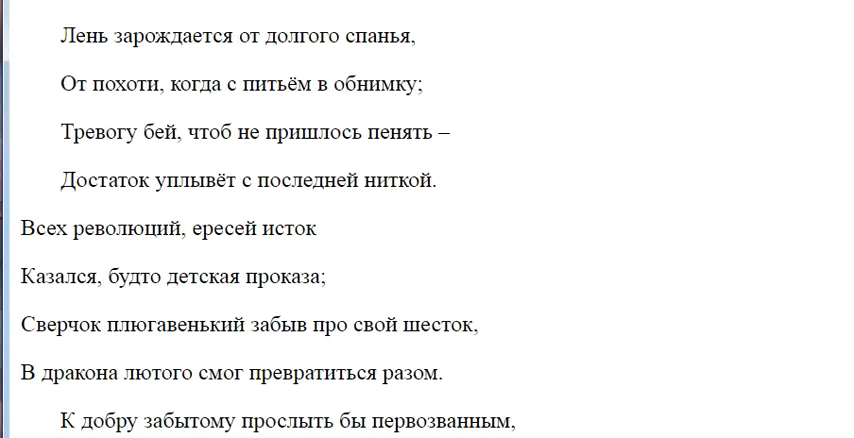 Лень зарождается от долгого спанья,
От похоти, когда с питьём в обнимку;
Тревогу бей, чтоб не пришлось пенять –
Достаток уплывёт с последней ниткой.
Всех революций, ересей исток
Казался, будто детская проказа;
Сверчок плюгавенький забыв про свой шесток,
В дракона лютого смог превратиться разом.
К добру забытому прослыть бы первозванным,